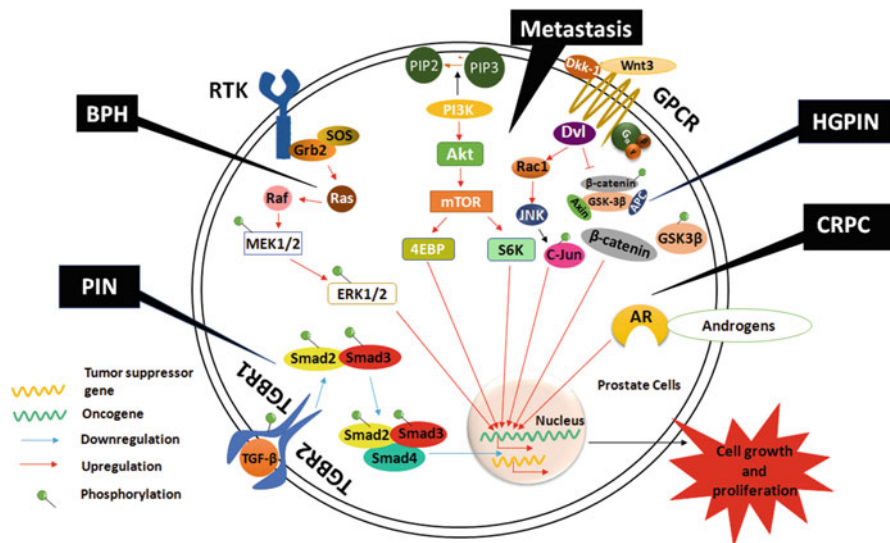 Metastasis
PIP2
PIP3
Dkk-1
Wnt3
RTK
GPCR
BPH
SOS
Grb2
PI3K
Dvl
HGPIN
Akt
Rac1
β-catenin
Raf
Ras
mTOR
Axin
GSK-3β
APC
JNK
CRPC
MEK1/2
4EBP
S6K
C-Jun
β-catenin
GSK3β
PIN
ERK1/2
AR
Androgens
Smad2
Smad3
Prostate Cells
Tumor suppressor
gene
Oncogene
Downregulation
Upregulation
Phosphorylation
TGBR1
TGF-β
TGBR2
Smad2
Smad3
Smad4
Nucleus
Cell growth
and
proliferation